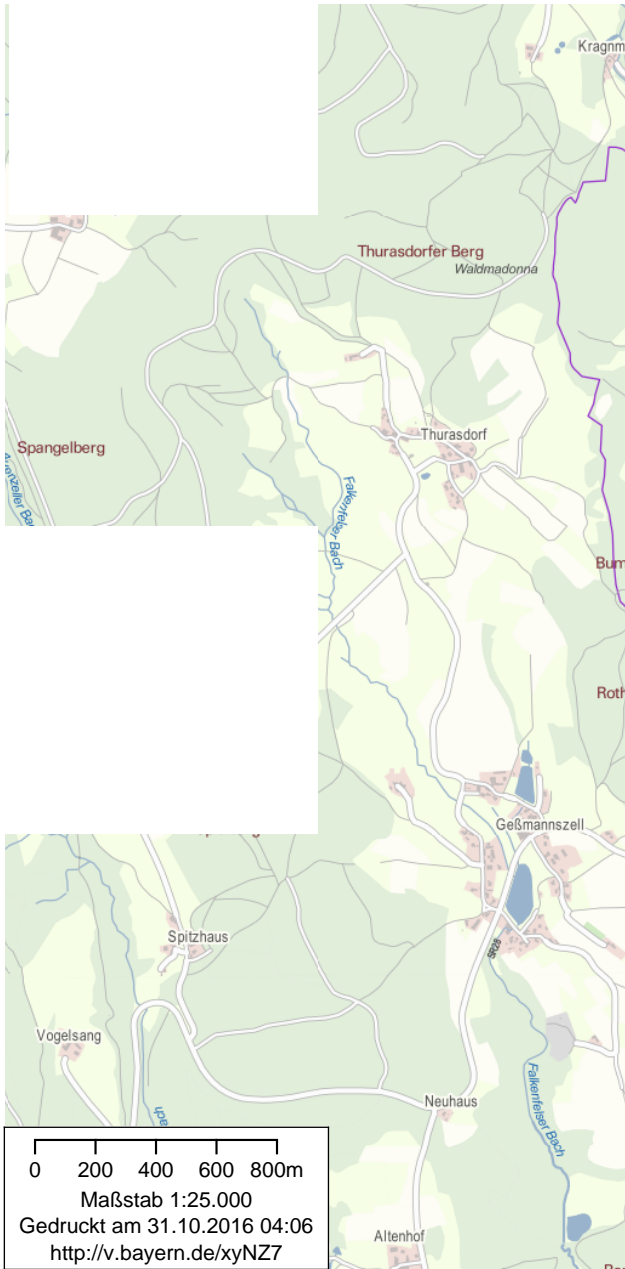 Kragnm
Thurasdorfer Berg
Waldmadonna
Thurasdorf
Spangelberg
Falkenfelser Bach
Bum
Roth
Geßmannszell
Spitzhaus
SR28
Vogelsang
Neuhaus
Falkenfelser Bach
0 200 400 600 800m
Maßstab 1:25.000
Gedruckt am 31.10.2016 04:06
http://v.bayern.de/xyNZ7
Altenhof